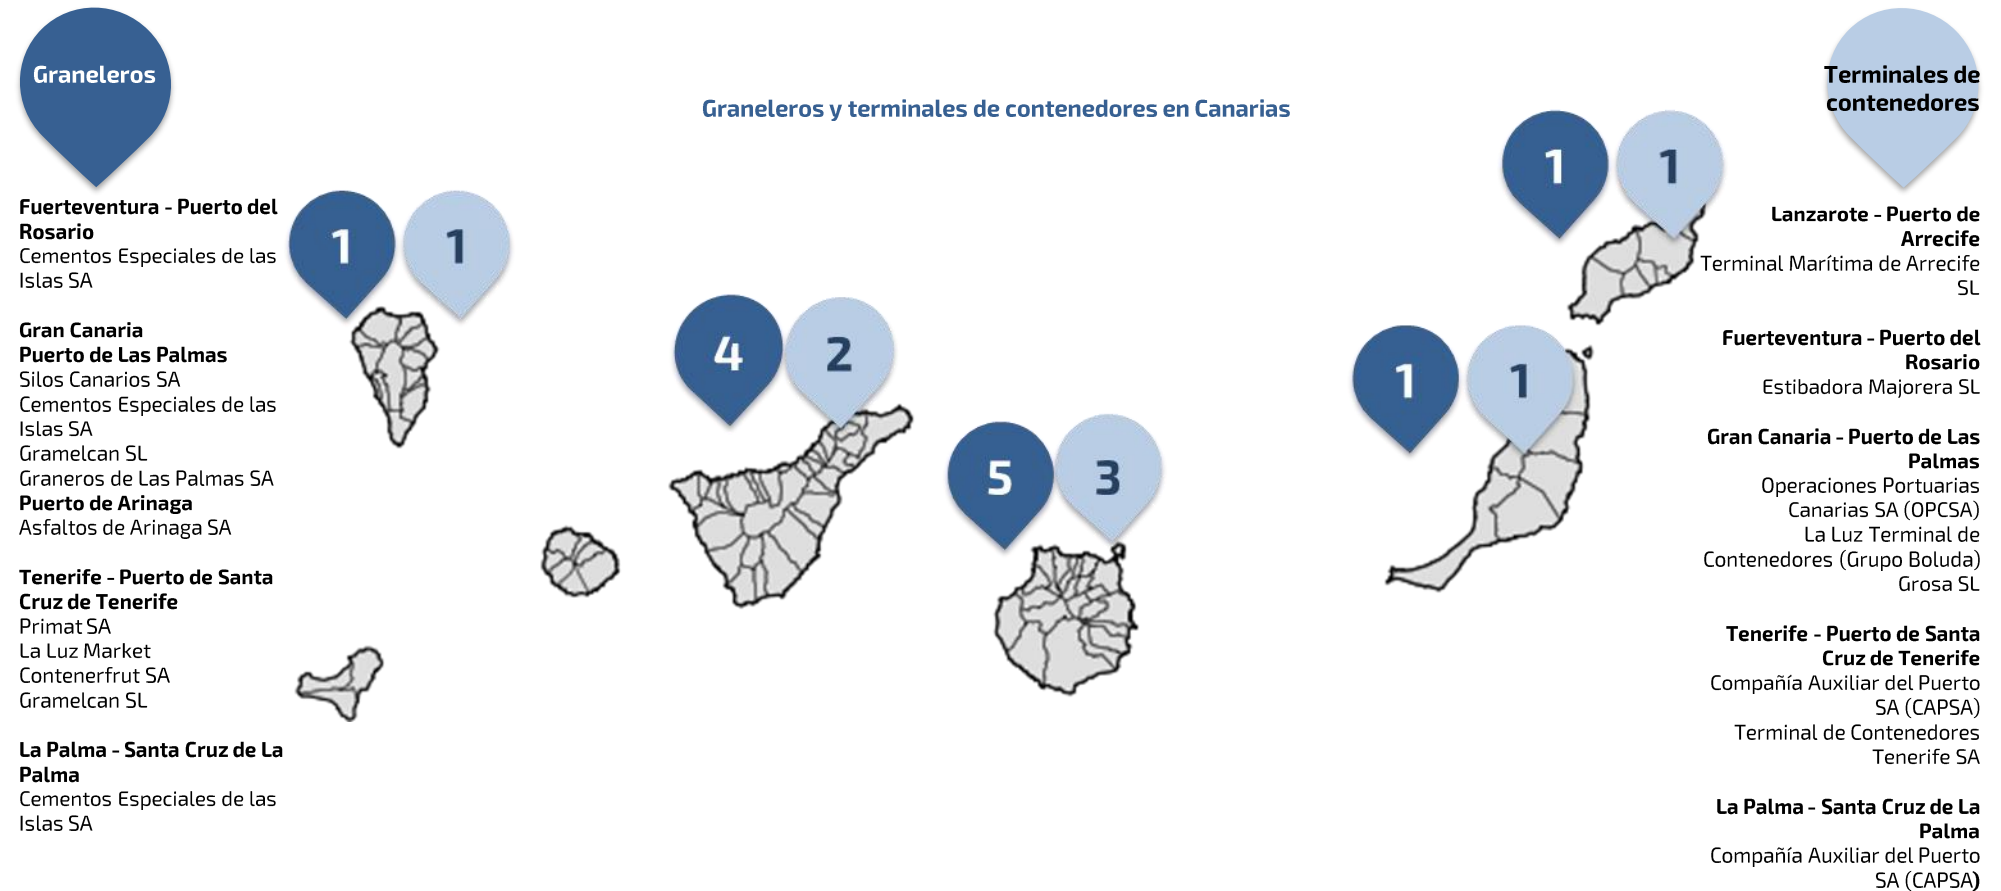 Graneleros
Terminales de
contenedores
Graneleros y terminales de contenedores en Canarias
Fuerteventura - Puerto del
Rosario
Cementos Especiales de las
Islas SA
Gran Canaria
Puerto de Las Palmas
Silos Canarios SA
Cementos Especiales de las
Islas SA
Gramelcan SL
Graneros de Las Palmas SA
Puerto de Arinaga
Asfaltos de Arinaga SA
Tenerife - Puerto de Santa
Cruz de Tenerife
Primat SA
La Luz Market
Contenerfrut SA
Gramelcan SL
La Palma - Santa Cruz de La
Palma
Cementos Especiales de las
Islas SA
1
1
4
2
5
3
1
1
1
1
Lanzarote - Puerto de
Arrecife
Terminal Marítima de Arrecife
SL
Fuerteventura - Puerto del
Rosario
Estibadora Majorera SL
Gran Canaria - Puerto de Las
Palmas
Operaciones Portuarias
Canarias SA (OPCSA)
La Luz Terminal de
Contenedores (Grupo Boluda)
Grosa SL
Tenerife - Puerto de Santa
Cruz de Tenerife
Compañía Auxiliar del Puerto
SA (CAPSA)
Terminal de Contenedores
Tenerife SA
La Palma - Santa Cruz de La
Palma
Compañía Auxiliar del Puerto
SA (CAPSA)